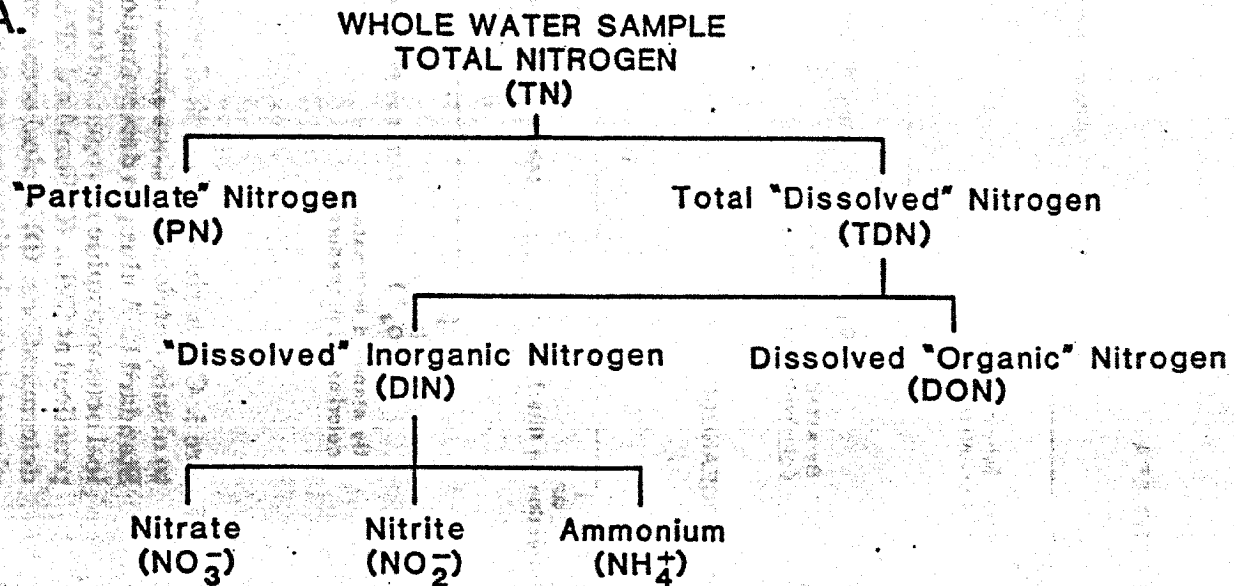 A.
WHOLE WATER SAMPLE
TOTAL NITROGEN
(TN)
"Particulate" Nitrogen
(PN)
Total "Dissolved" Nitrogen
(TDN)
"Dissolved" Inorganic Nitrogen
(DIN)
Dissolved "Organic" Nitrogen
(DON)
Nitrate
(NO₃⁻)
Nitrite
(NO₂⁻)
Ammonium
(NH₄⁺)